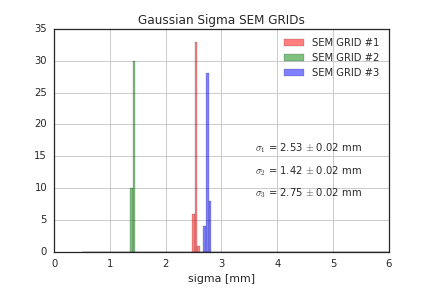 Gaussian Sigma SEM GRIDs
35
30
25
20
15
10
5
0
SEM GRID #1
SEM GRID #2
SEM GRID #3
σ₁ = 2.53 ± 0.02 mm
σ₂ = 1.42 ± 0.02 mm
σ₃ = 2.75 ± 0.02 mm
0 1 2 3 4 5 6
sigma [mm]